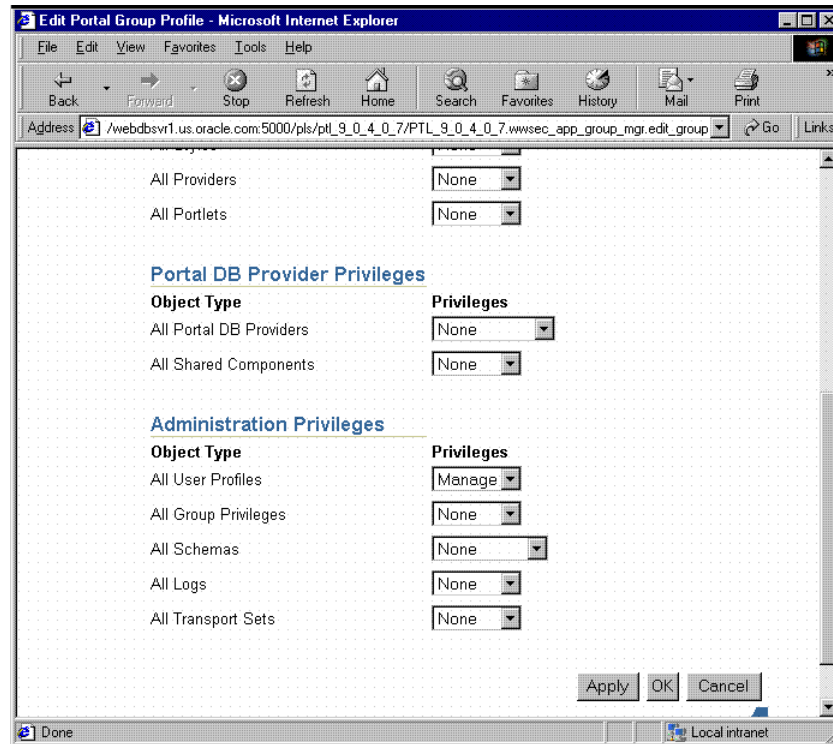 Edit Portal Group Profile - Microsoft Internet Explorer
File Edit View Favorites Tools Help
Back Forward Stop Refresh Home Search Favorites History Mail Print »
Address /webdbsvr1.us.oracle.com:5000/pls/ptl_9_0_4_0_7/PTL_9_0_4_0_7.wwsec_app_group_mgr.edit_group Go Links
All Providers None
All Portlets None
Portal DB Provider Privileges
Object Type Privileges
All Portal DB Providers None
All Shared Components None
Administration Privileges
Object Type Privileges
All User Profiles Manage
All Group Privileges None
All Schemas None
All Logs None
All Transport Sets None
Apply OK Cancel
Done Local intranet